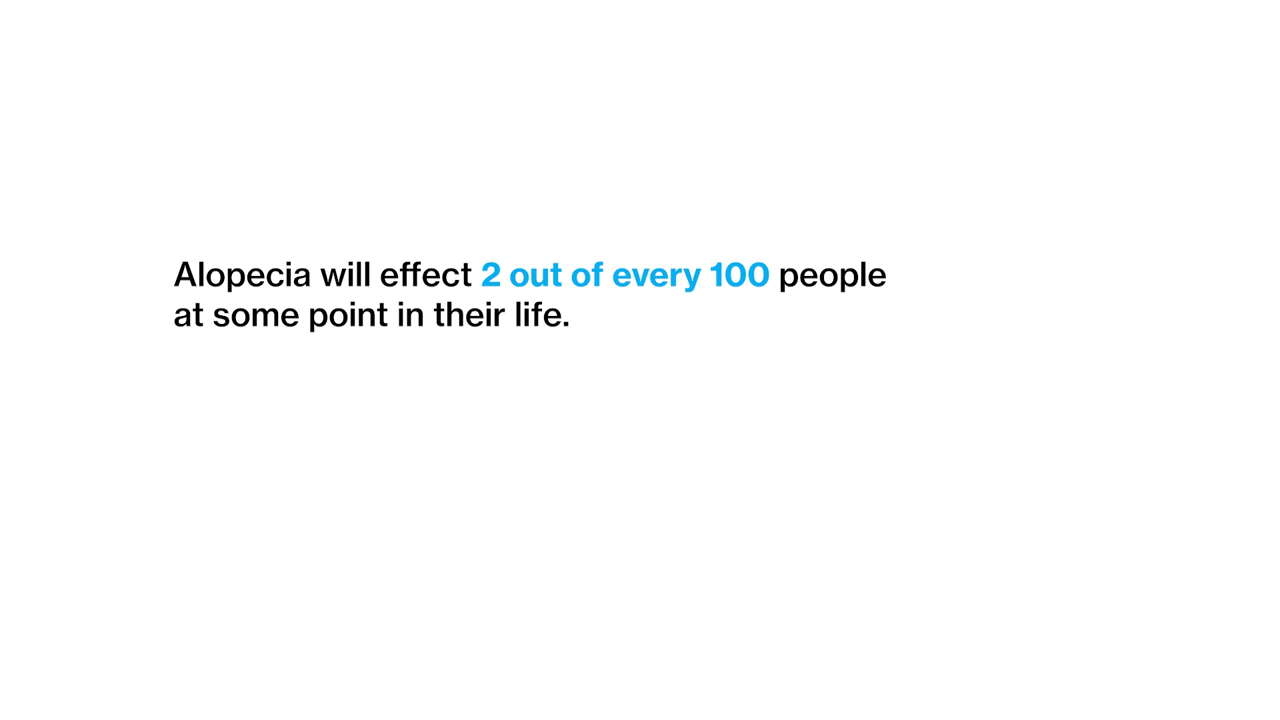 Alopecia will effect 2 out of every 100 people
at some point in their life.